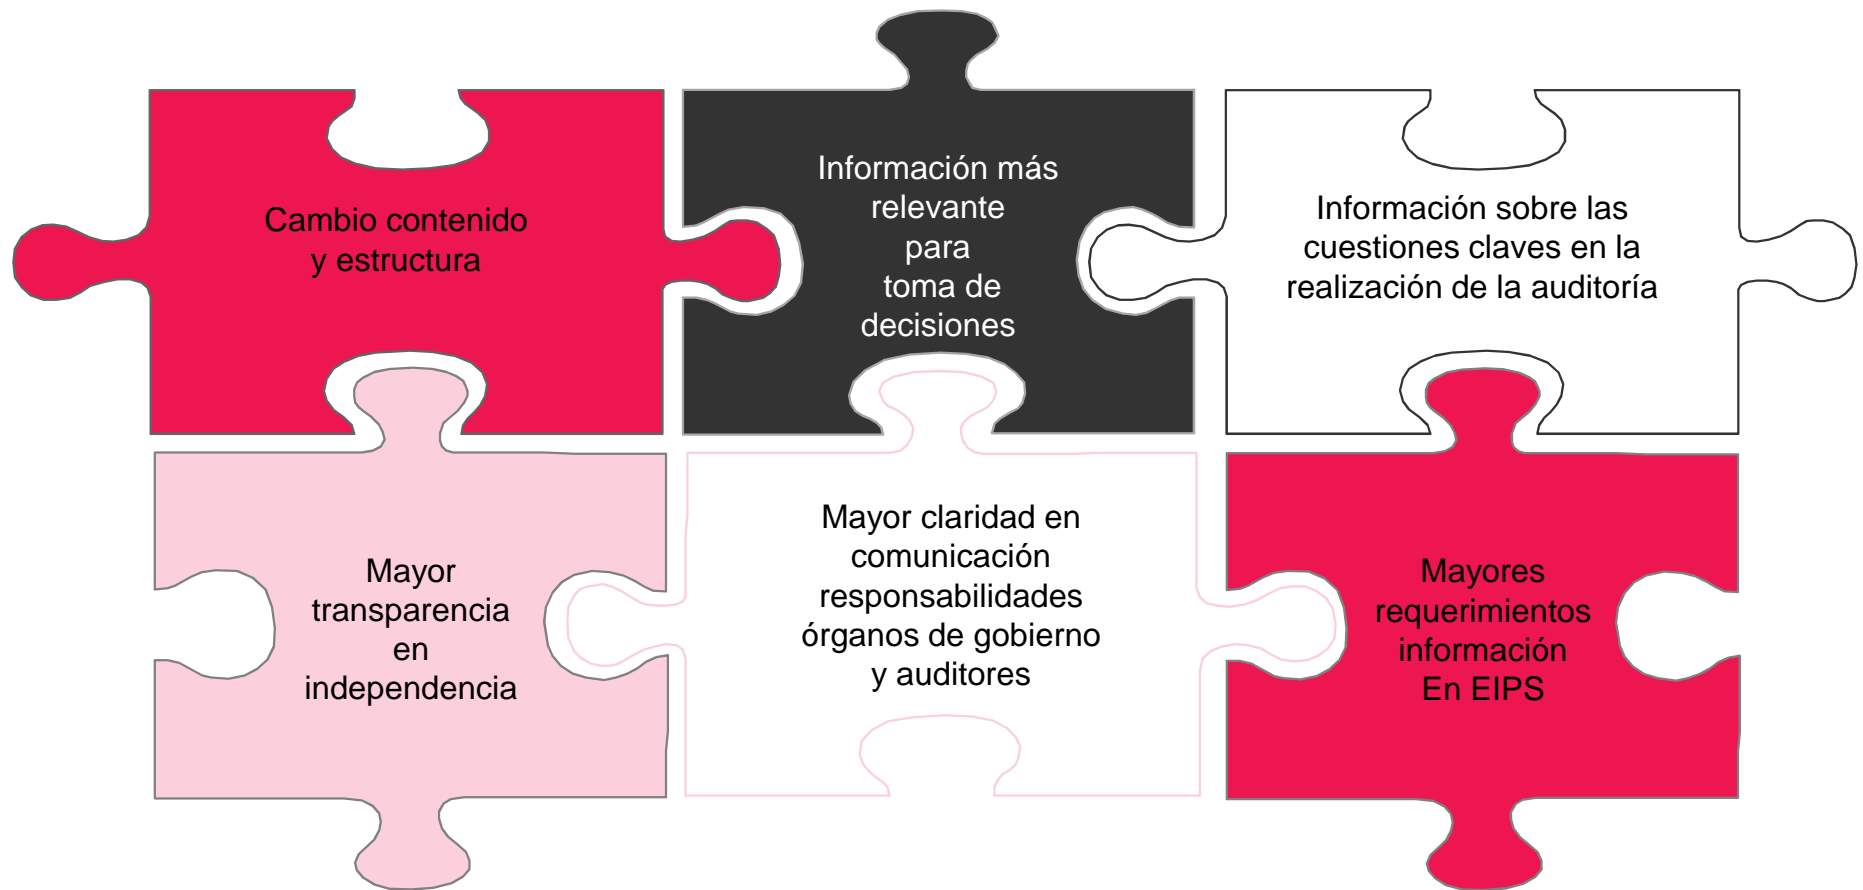 Cambio contenido
y estructura
Información más
relevante
para
toma de
decisiones
Información sobre las
cuestiones claves en la
realización de la auditoría
Mayor
transparencia
en
independencia
Mayor claridad en
comunicación
responsabilidades
órganos de gobierno
y auditores
Mayores
requerimientos
información
En EIPS